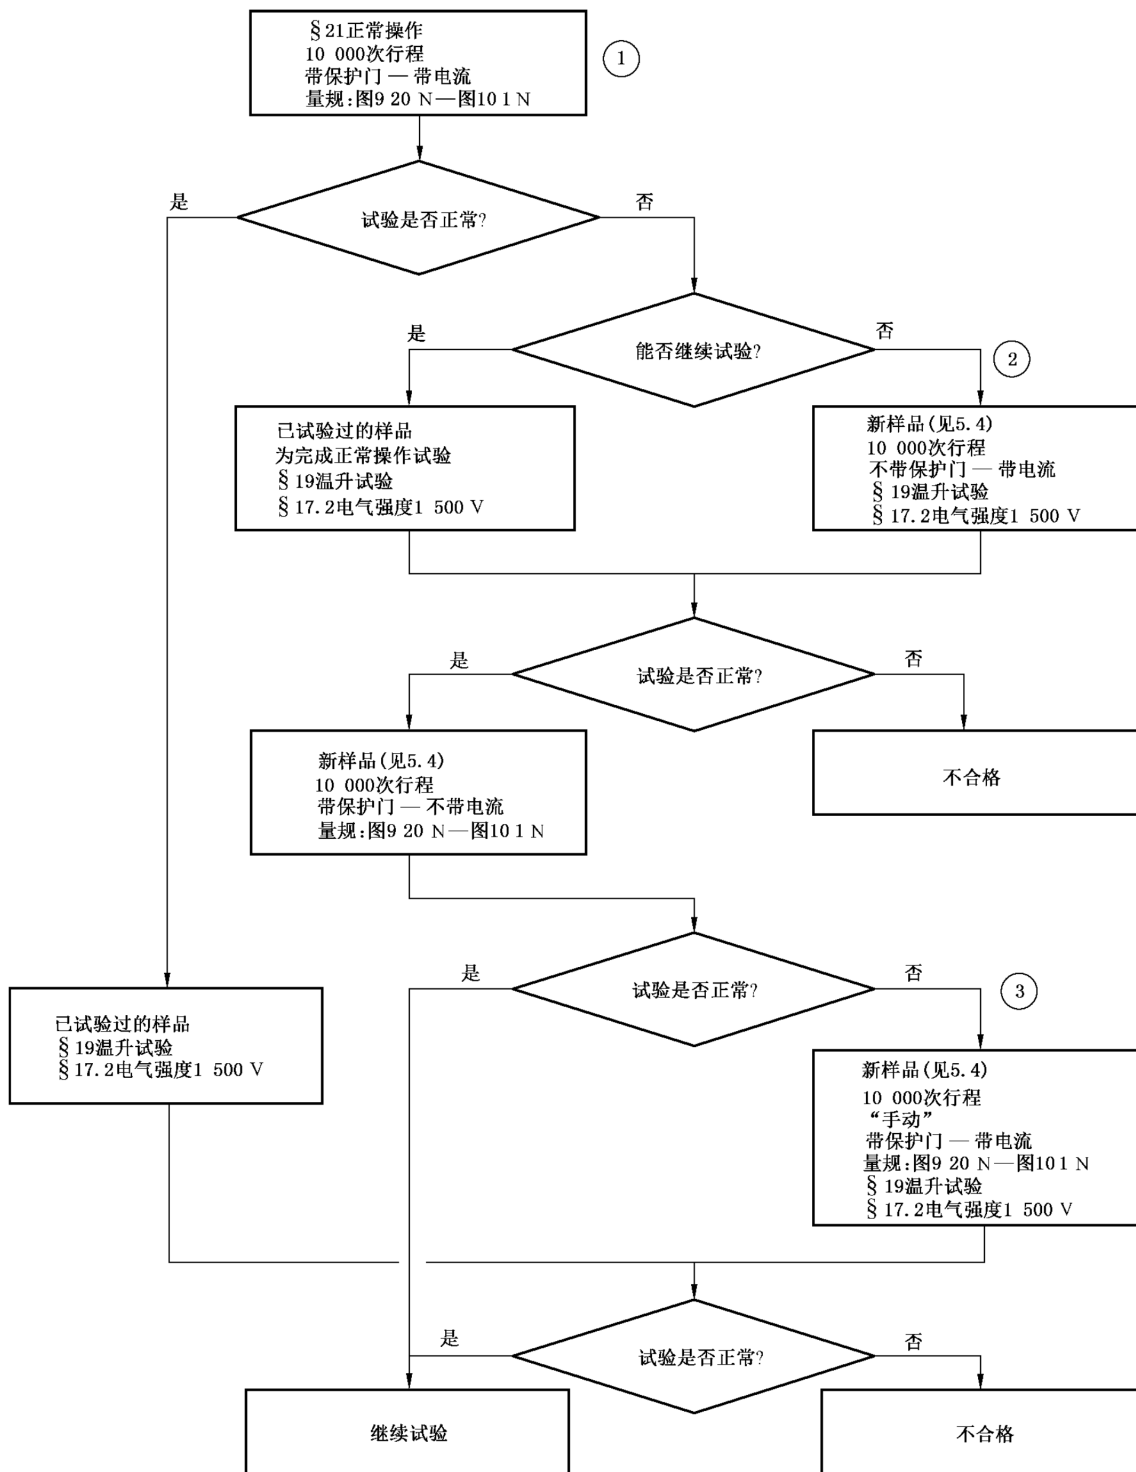 §21正常操作
10 000次行程
带保护门 — 带电流
量规:图9 20 N—图10 1 N
①
试验是否正常?
是
否
能否继续试验?
是
否
②
已试验过的样品
为完成正常操作试验
§19温升试验
§17.2电气强度1 500 V
新样品(见5.4)
10 000次行程
不带保护门 — 带电流
§19温升试验
§17.2电气强度1 500 V
试验是否正常?
是
否
新样品(见5.4)
10 000次行程
带保护门 — 不带电流
量规:图9 20 N—图10 1 N
不合格
试验是否正常?
是
否
③
已试验过的样品
§19温升试验
§17.2电气强度1 500 V
新样品(见5.4)
10 000次行程
“手动”
带保护门 — 带电流
量规:图9 20 N—图10 1 N
§19温升试验
§17.2电气强度1 500 V
试验是否正常?
是
否
继续试验
不合格